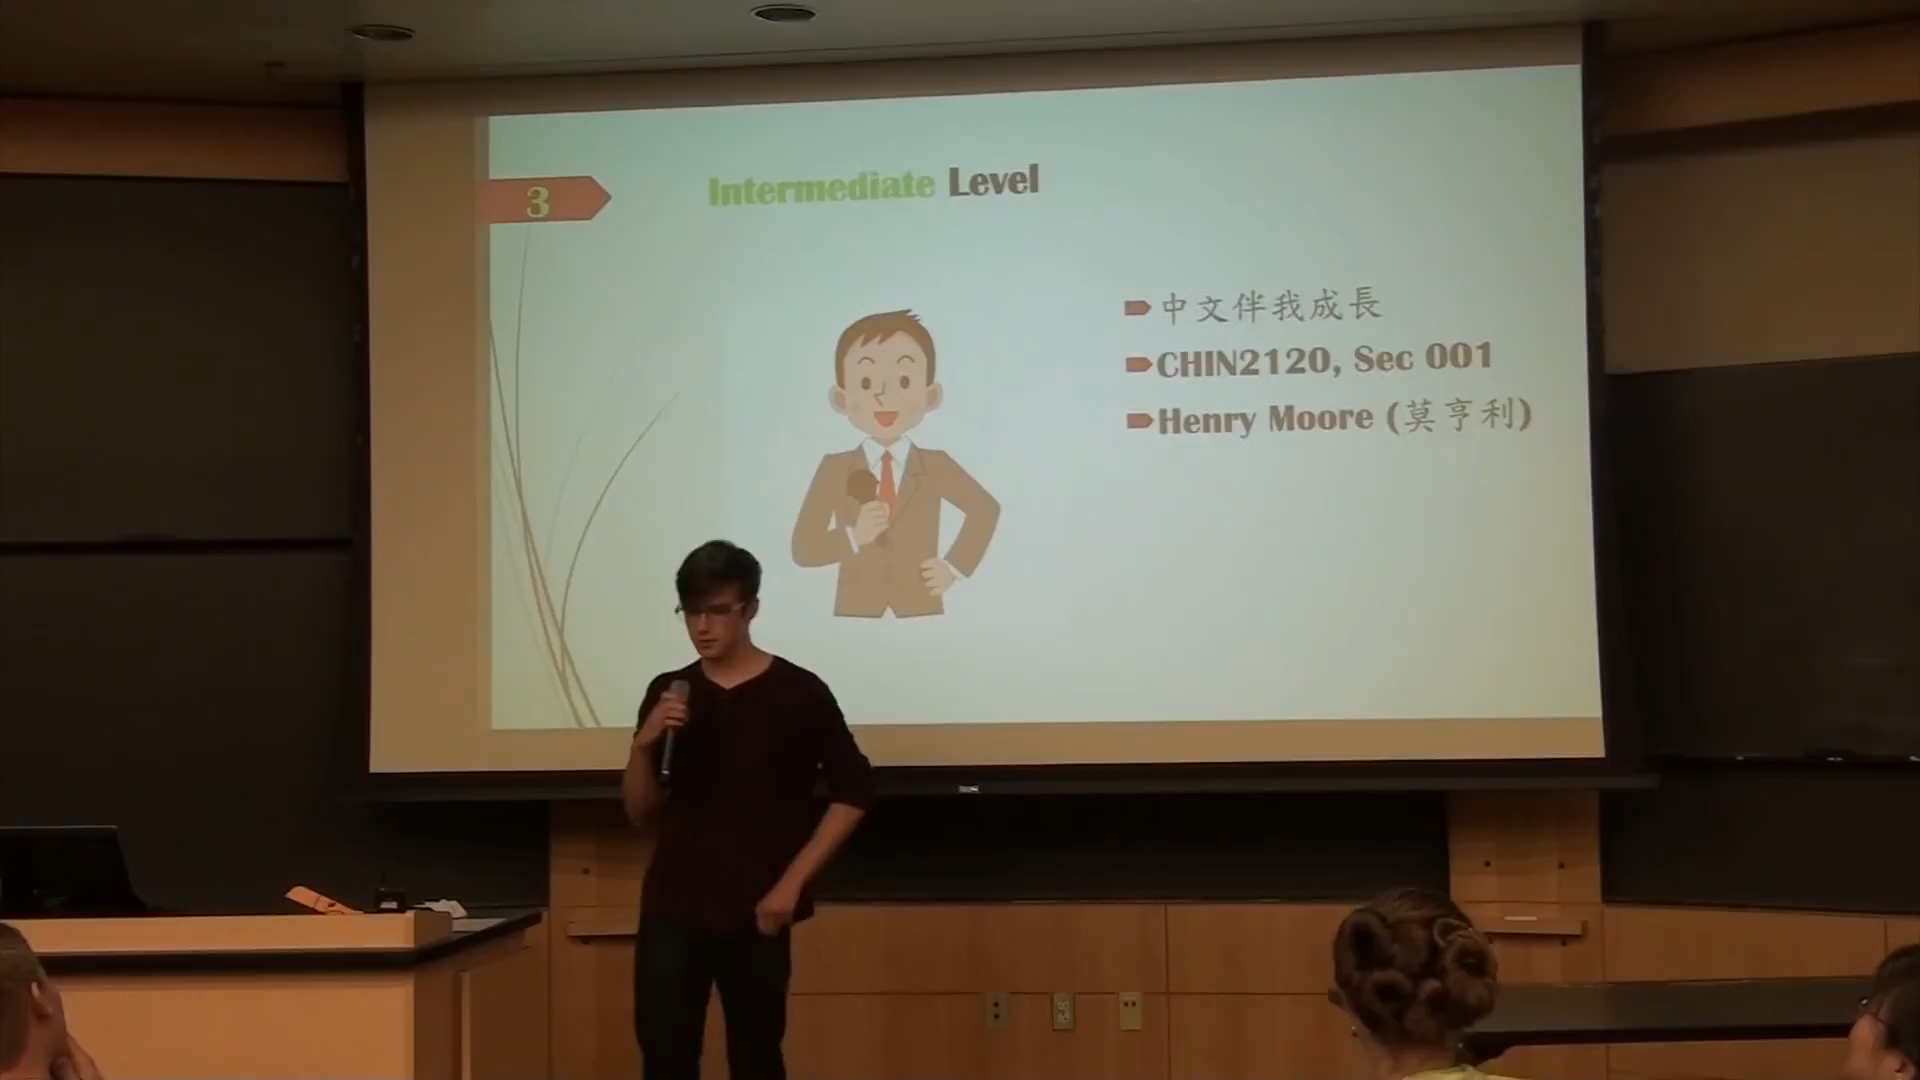 3
Intermediate Level
中文伴我成長
CHIN2120, Sec 001
Henry Moore (莫亨利)